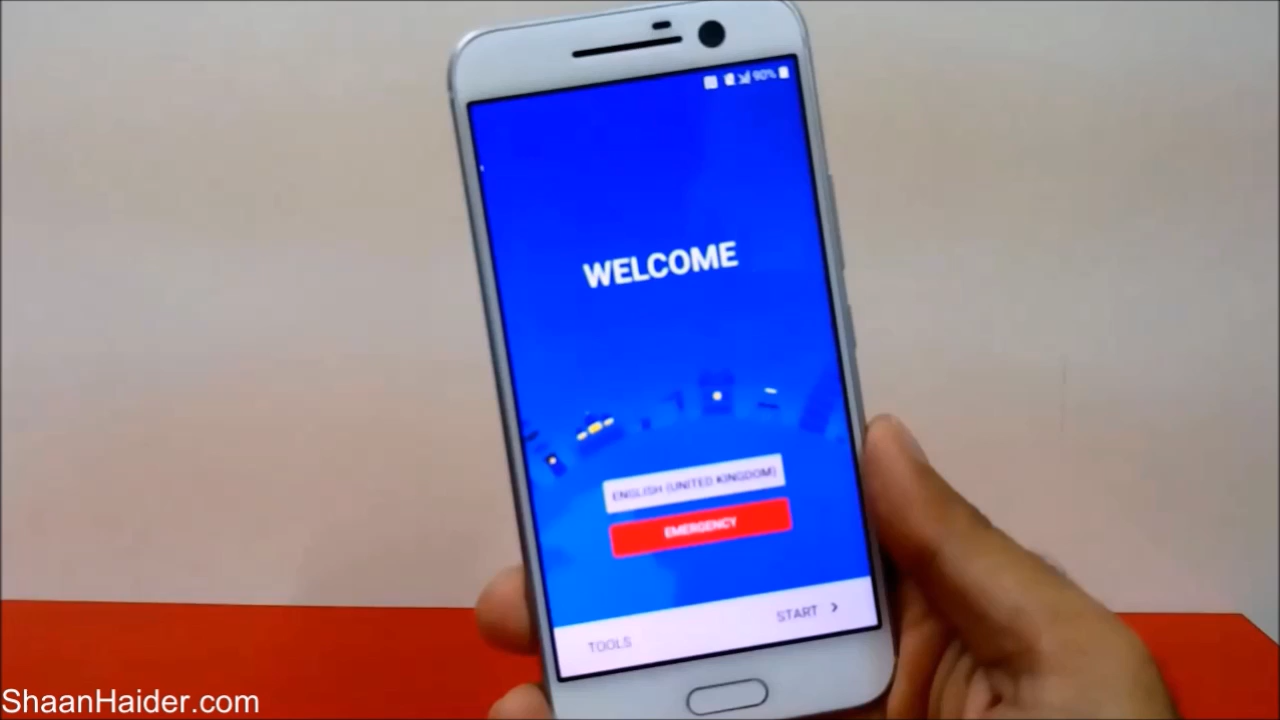 90%
WELCOME
ENGLISH (UNITED KINGDOM)
EMERGENCY
TOOLS
START
ShaanHaider.com